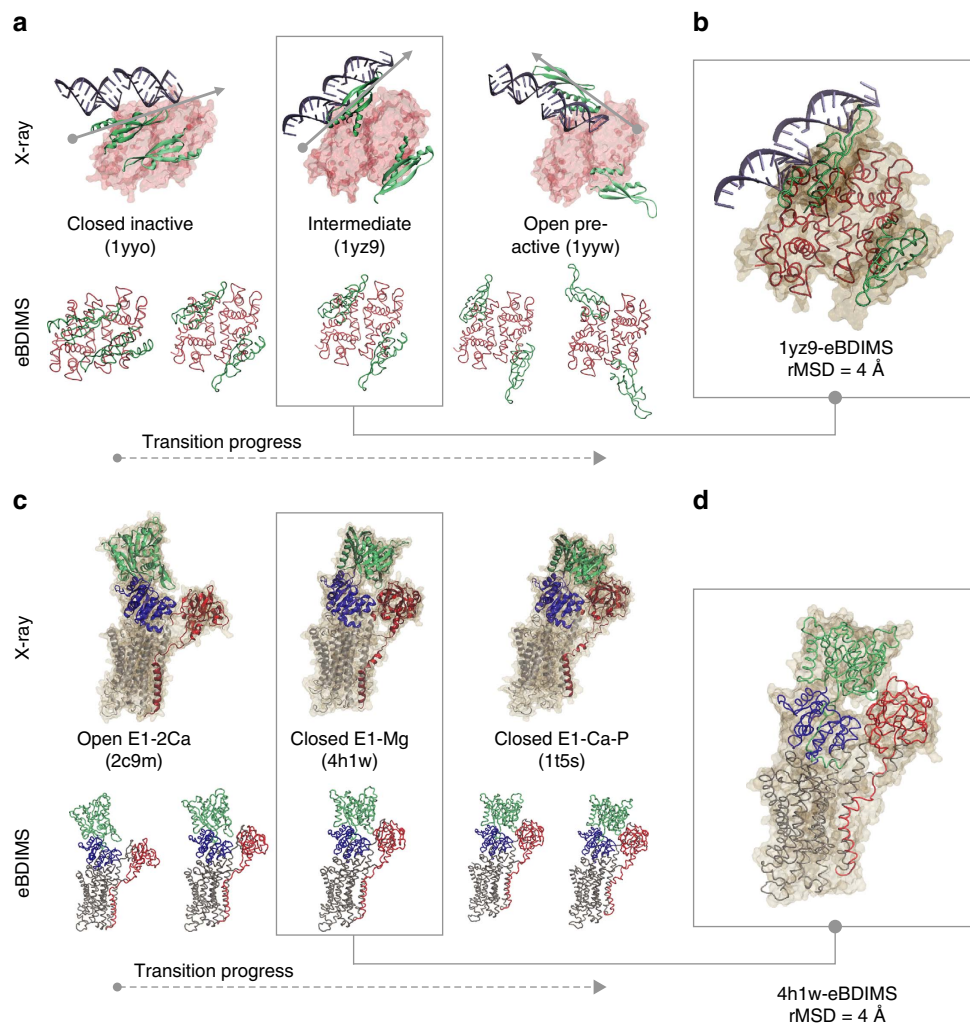 a
b
X-ray
Closed inactive
(1yyo)
Intermediate
(1yz9)
Open pre-
active (1yyw)
eBDIMS
1yz9-eBDIMS
rMSD = 4 Å
Transition progress
c
d
X-ray
Open E1-2Ca
(2c9m)
Closed E1-Mg
(4h1w)
Closed E1-Ca-P
(1t5s)
eBDIMS
Transition progress
4h1w-eBDIMS
rMSD = 4 Å